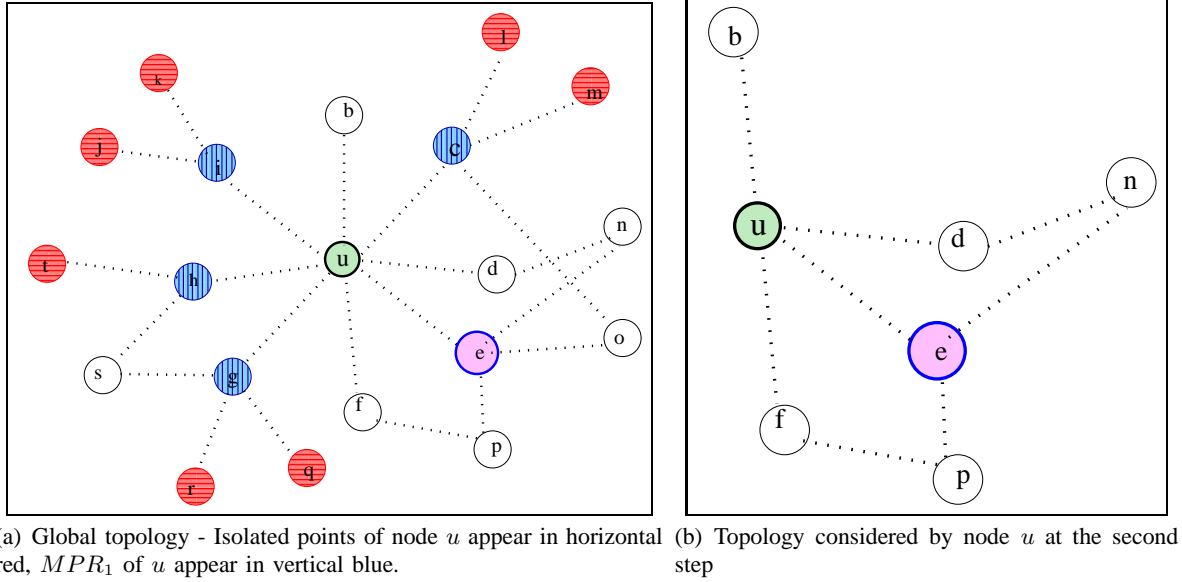 l
k
m
b
j
c
i
n
u
d
t
h
o
e
s
g
f
p
q
r
b
n
u
d
e
f
p
(a) Global topology - Isolated points of node u appear in horizontal
red, MPR1 of u appear in vertical blue.
(b) Topology considered by node u at the second
step